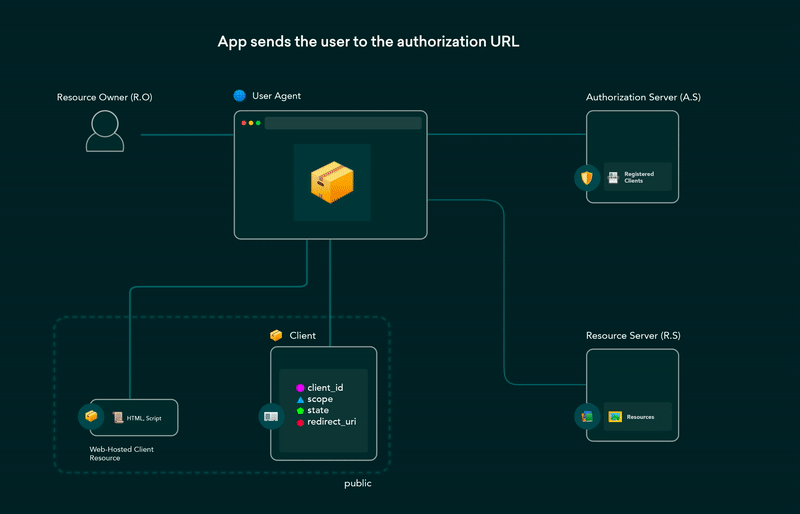 App sends the user to the authorization URL
Resource Owner (R.O)
User Agent
Authorization Server (A.S)
Registered
Clients
Client
client_id
scope
state
redirect_uri
HTML, Script
Web-Hosted Client
Resource
public
Resource Server (R.S)
Resources